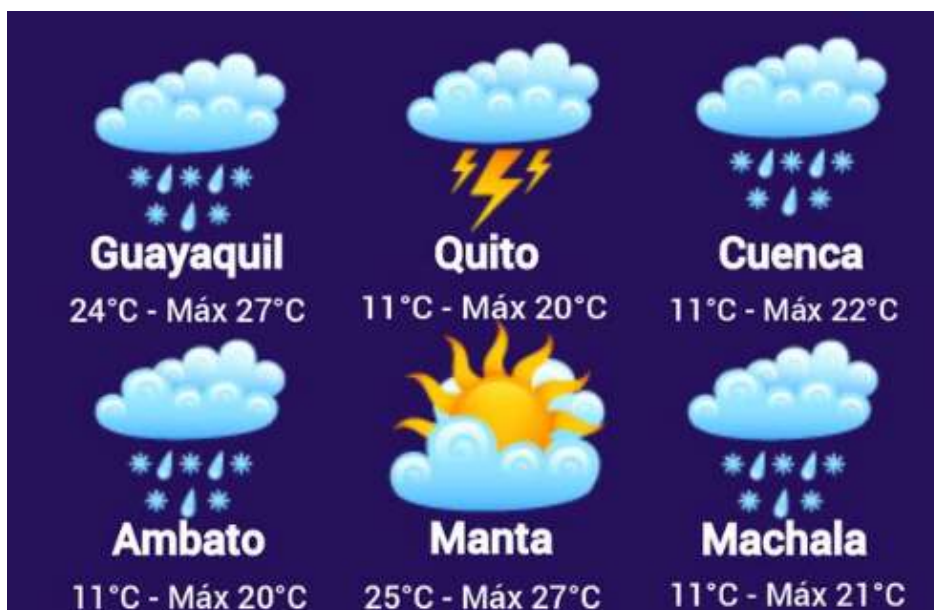 Guayaquil
Quito
Cuenca
24°C - Máx 27°C
11°C - Máx 20°C
11°C - Máx 22°C
Ambato
Manta
Machala
11°C - Máx 20°C
25°C - Máx 27°C
11°C - Máx 21°C